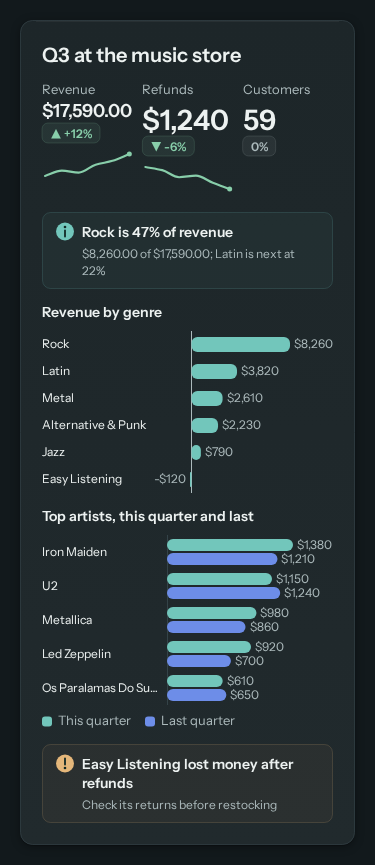 Q3 at the music store
Revenue
Refunds
Customers
$17,590.00
$1,240
59
▲ +12%
▼ -6%
0%
Rock is 47% of revenue
$8,260.00 of $17,590.00; Latin is next at
22%
Revenue by genre
Rock $8,260
Latin $3,820
Metal $2,610
Alternative & Punk $2,230
Jazz $790
Easy Listening -$120
Top artists, this quarter and last
Iron Maiden $1,380
$1,210
U2 $1,150
$1,240
Metallica $980
$860
Led Zeppelin $920
$700
Os Paralamas Do Su... $610
$650
This quarter Last quarter
Easy Listening lost money after
refunds
Check its returns before restocking